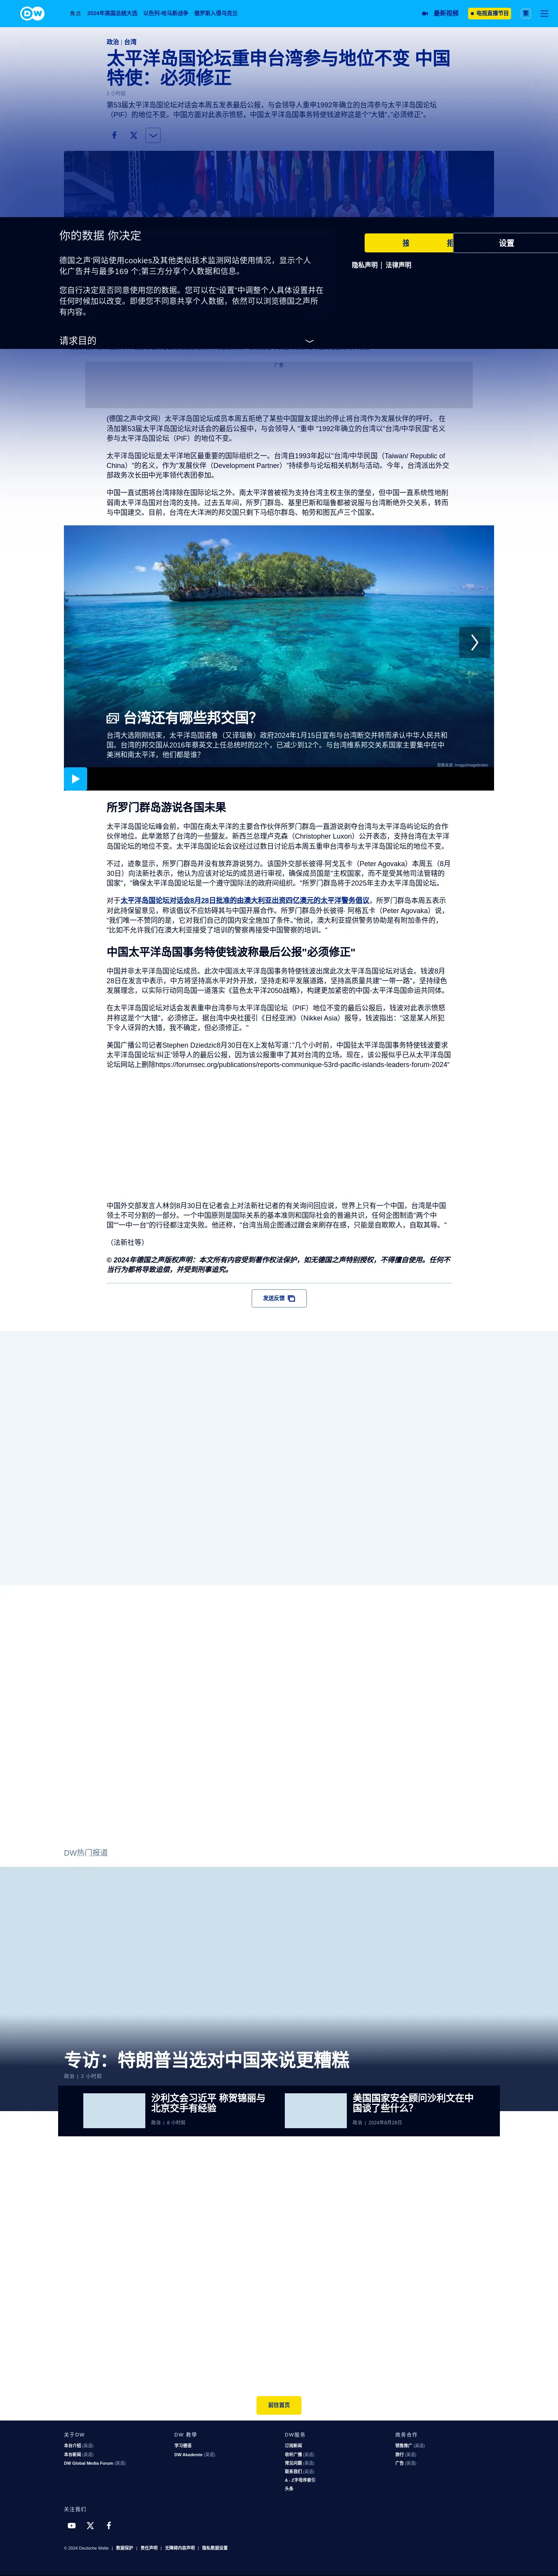 DW
焦点 2024年美国总统大选 以色列-哈马斯战争 俄罗斯入侵乌克兰 最新视频 电视直播节目 繁
政治 | 台湾
太平洋岛国论坛重申台湾参与地位不变 中国
特使：必须修正
1 小时前
第53届太平洋岛国论坛对话会本周五发表最后公报，与会领导人重申1992年确立的台湾参与太平洋岛国论坛
（PIF）的地位不变。中国方面对此表示愤怒，中国太平洋岛国事务特使钱波称这是个"大错"，"必须修正"。
你的数据 你决定
德国之声'网站使用cookies及其他类似技术监测网站使用情况，显示个人
化广告并与最多169 个;第三方分享个人数据和信息。
您自行决定是否同意使用您的数据。您可以在"设置"中调整个人具体设置并在
任何时候加以改变。即便您不同意共享个人数据，依然可以浏览德国之声所
有内容。
请求目的
设置
隐私声明 | 法律声明
广告
(德国之声中文网）太平洋岛国论坛成员本周五拒绝了某些中国盟友提出的停止将台湾作为发展伙伴的呼吁。 在
汤加第53届太平洋岛国论坛对话会的最后公报中，与会领导人 "重申 "1992年确立的台湾以"台湾/中华民国"名义
参与太平洋岛国论坛（PIF）的地位不变。
太平洋岛国论坛是太平洋地区最重要的国际组织之一。台湾自1993年起以"台湾/中华民国（Taiwan/ Republic of
China）"的名义，作为"发展伙伴（Development Partner）"持续参与论坛相关机制与活动。今年，台湾派出外交
部政务次长田中光率领代表团参加。
中国一直试图将台湾排除在国际论坛之外。南太平洋曾被视为支持台湾主权主张的堡垒，但中国一直系统性地削
弱南太平洋岛国对台湾的支持。过去五年间，所罗门群岛、基里巴斯和瑙鲁都被说服与台湾断绝外交关系，转而
与中国建交。目前，台湾在大洋洲的邦交国只剩下马绍尔群岛、帕劳和图瓦卢三个国家。
台湾还有哪些邦交国？
台湾大选刚刚结束，太平洋岛国诺鲁（又译瑙鲁）政府2024年1月15日宣布与台湾断交并转而承认中华人民共和
国。台湾的邦交国从2016年蔡英文上任总统时的22个，已减少到12个。与台湾维系邦交关系国家主要集中在中
美洲和南太平洋，他们都是谁？
图像来源: Imago/Imagebroker
所罗门群岛游说各国未果
太平洋岛国论坛峰会前，中国在南太平洋的主要合作伙伴所罗门群岛一直游说剥夺台湾与太平洋岛屿论坛的合作
伙伴地位。此举激怒了台湾的一些盟友。新西兰总理卢克森（Christopher Luxon）公开表态，支持台湾在太平洋
岛国论坛的地位。太平洋岛国论坛会议经过过数日讨论后本周五重申台湾参与太平洋岛国论坛的地位不变。
不过，迹象显示，所罗门群岛并没有放弃游说努力。该国外交部长彼得·阿戈瓦卡（Peter Agovaka）本周五（8月
30日）向法新社表示，他认为应该对论坛的成员进行审视，确保成员国是"主权国家，而不是受其他司法管辖的
国家"，"确保太平洋岛国论坛是一个遵守国际法的政府间组织。"所罗门群岛将于2025年主办太平洋岛国论坛。
对于太平洋岛国论坛对话会8月28日批准的由澳大利亚出资四亿澳元的太平洋警务倡议，所罗门群岛本周五表示
对此持保留意见，称该倡议不应妨碍其与中国开展合作。所罗门群岛外长彼得· 阿格瓦卡（Peter Agovaka）说，
"我们唯一不赞同的是，它对我们自己的国内安全施加了条件。"他说，澳大利亚提供警务协助是有附加条件的，
"比如不允许我们在澳大利亚接受了培训的警察再接受中国警察的培训。"
中国太平洋岛国事务特使钱波称最后公报"必须修正"
中国并非太平洋岛国论坛成员。此次中国派太平洋岛国事务特使钱波出席此次太平洋岛国论坛对话会。钱波8月
28日在发言中表示，中方将坚持高水平对外开放，坚持走和平发展道路，坚持高质量共建"一带一路"，坚持绿色
发展理念，以实际行动同岛国一道落实《蓝色太平洋2050战略》，构建更加紧密的中国-太平洋岛国命运共同体。
在太平洋岛国论坛对话会发表重申台湾参与太平洋岛国论坛（PIF）地位不变的最后公报后，钱波对此表示愤怒
并称这是个"大错"，必须修正。据台湾中央社援引《日经亚洲》（Nikkei Asia）报导，钱波指出："这是某人所犯
下令人讶异的大错，我不确定，但必须修正。"
美国广播公司记者Stephen Dziedzic8月30日在X上发帖写道：”几个小时前，中国驻太平洋岛国事务特使钱波要求
太平洋岛国论坛‘纠正’领导人的最后公报，因为该公报重申了其对台湾的立场。现在，该公报似乎已从太平洋岛国
论坛网站上删除https://forumsec.org/publications/reports-communique-53rd-pacific-islands-leaders-forum-2024"
中国外交部发言人林剑8月30日在记者会上对法新社记者的有关询问回应说，世界上只有一个中国，台湾是中国
领土不可分割的一部分。一个中国原则是国际关系的基本准则和国际社会的普遍共识，任何企图制造"两个中
国""一中一台"的行径都注定失败。他还称，"台湾当局企图通过蹭会来刷存在感，只能是自欺欺人，自取其辱。"
（法新社等）
© 2024年德国之声版权声明：本文所有内容受到著作权法保护，如无德国之声特别授权，不得擅自使用。任何不
当行为都将导致追偿，并受到刑事追究。
发送反馈
DW热门报道
专访：特朗普当选对中国来说更糟糕
政治 | 2 小时前
沙利文会习近平 称贺锦丽与
北京交手有经验
政治 | 8 小时前
美国国家安全顾问沙利文在中
国谈了些什么？
政治 | 2024年8月28日
前往首页
关于DW
本台介绍 (英语)
本台新闻 (英语)
DW Global Media Forum (英语)
DW 教学
学习德语
DW Akademie (英语)
DW服务
订阅新闻
收听广播 (英语)
常见问题 (英语)
联系我们 (英语)
A - Z字母序索引
头条
商务合作
销售推广 (英语)
旅行 (英语)
广告 (英语)
关注我们
© 2024 Deutsche Welle | 数据保护 | 责任声明 | 无障碍内容声明 | 隐私数据设置